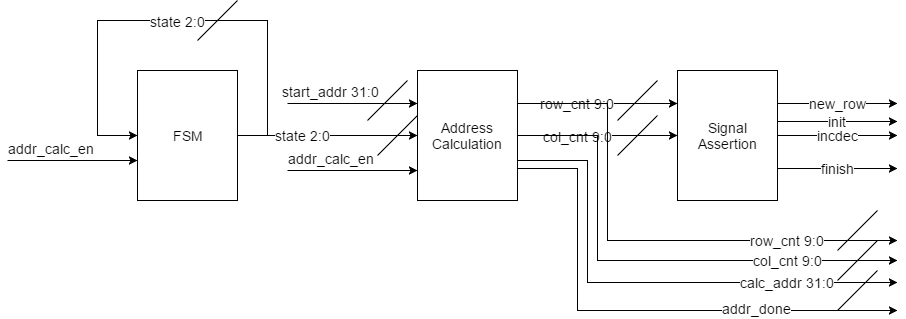 state 2:0
addr_calc_en
FSM
state 2:0
start_addr 31:0
addr_calc_en
Address
Calculation
row_cnt 9:0
col_cnt 9:0
Signal
Assertion
new_row
init
incdec
finish
row_cnt 9:0
col_cnt 9:0
calc_addr 31:0
addr_done